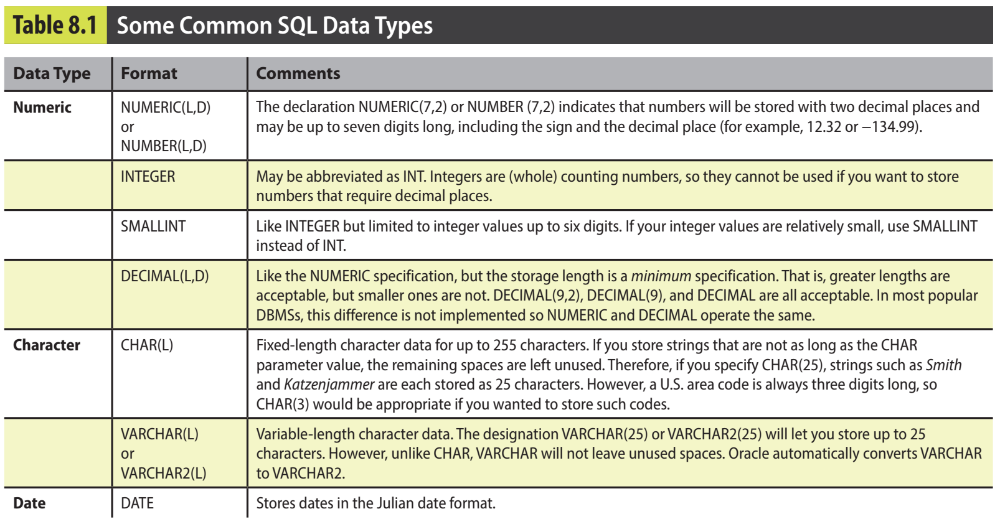 Table 8.1 Some Common SQL Data Types
Data Type Format Comments
Numeric NUMERIC(L,D) The declaration NUMERIC(7,2) or NUMBER (7,2) indicates that numbers will be stored with two decimal places and
or may be up to seven digits long, including the sign and the decimal place (for example, 12.32 or −134.99).
NUMBER(L,D)
INTEGER May be abbreviated as INT. Integers are (whole) counting numbers, so they cannot be used if you want to store
numbers that require decimal places.
SMALLINT Like INTEGER but limited to integer values up to six digits. If your integer values are relatively small, use SMALLINT
instead of INT.
DECIMAL(L,D) Like the NUMERIC specification, but the storage length is a minimum specification. That is, greater lengths are
acceptable, but smaller ones are not. DECIMAL(9,2), DECIMAL(9), and DECIMAL are all acceptable. In most popular
DBMSs, this difference is not implemented so NUMERIC and DECIMAL operate the same.
Character CHAR(L) Fixed-length character data for up to 255 characters. If you store strings that are not as long as the CHAR
parameter value, the remaining spaces are left unused. Therefore, if you specify CHAR(25), strings such as Smith
and Katzenjammer are each stored as 25 characters. However, a U.S. area code is always three digits long, so
CHAR(3) would be appropriate if you wanted to store such codes.
VARCHAR(L) Variable-length character data. The designation VARCHAR(25) or VARCHAR2(25) will let you store up to 25
or characters. However, unlike CHAR, VARCHAR will not leave unused spaces. Oracle automatically converts VARCHAR
VARCHAR2(L) to VARCHAR2.
Date DATE Stores dates in the Julian date format.